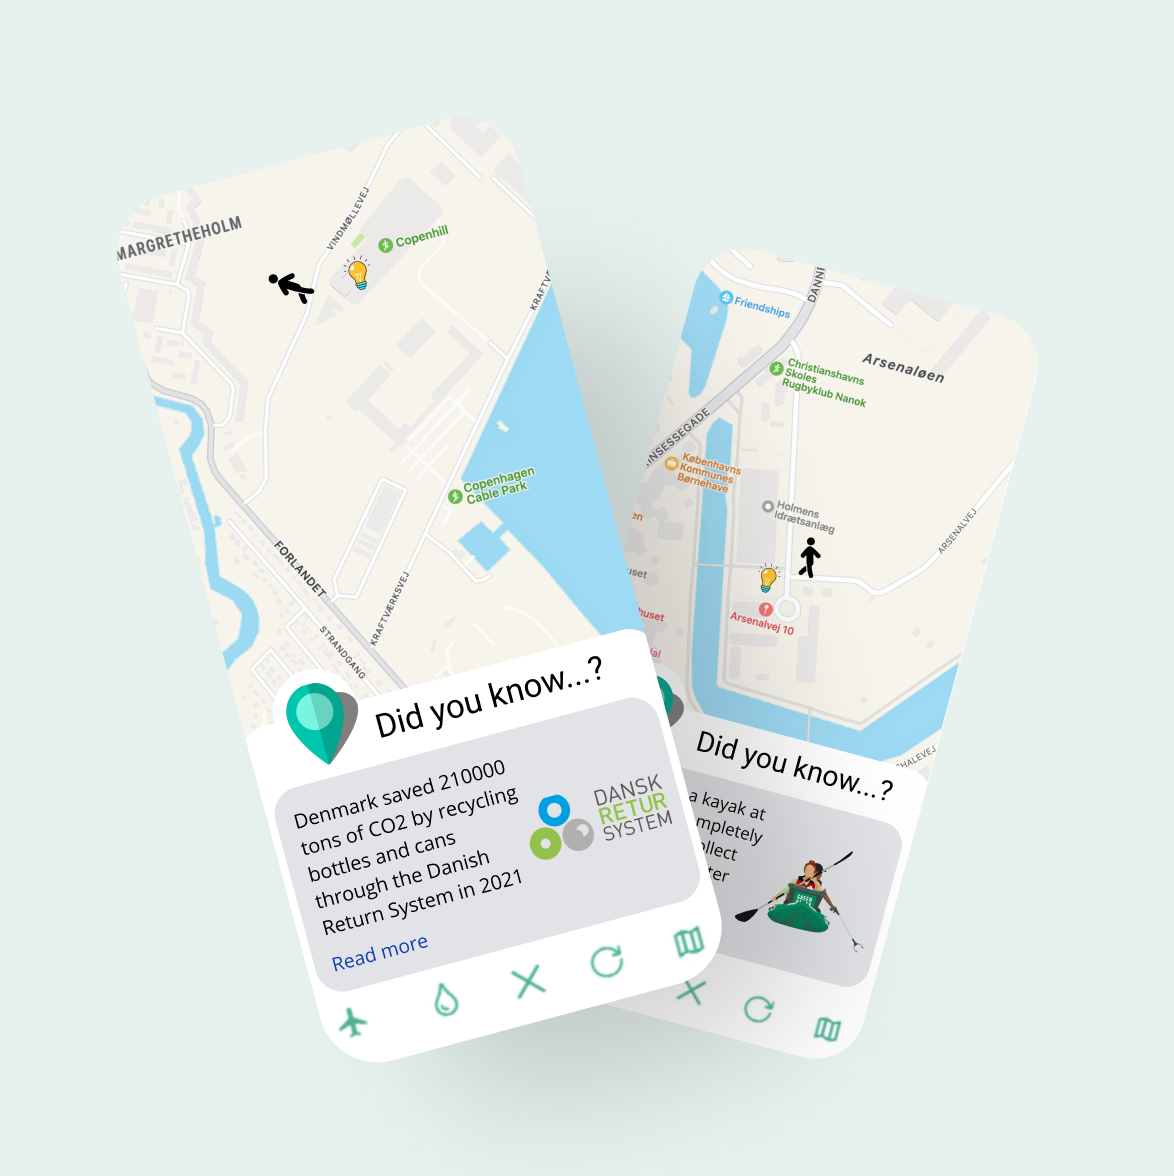 MARGRETHEHOLM
VINDMØLLEVEJ
Copenhill
KRAFTV
Copenhagen
Cable Park
FORLANDET
KRAFTVÆRKSVEJ
STRANDGANG
Did you know...?
Denmark saved 210000
tons of CO2 by recycling
bottles and cans
through the Danish
Return System in 2021
Read more
DANSK
RETUR
SYSTEM
Friendships
DANNI
Arsenaløen
Christianshavns
Skoles
Rugbyklub Nanok
INSESSEGADE
Københavns
Kommunes
Børnehave
Holmens
Idrætsanlæg
en
ARSENALVEJ
uset
huset
Arsenalvej 10
lal
CHALEVEJ
Did you know...?
a kayak at
mpletely
ollect
ter
GREEN